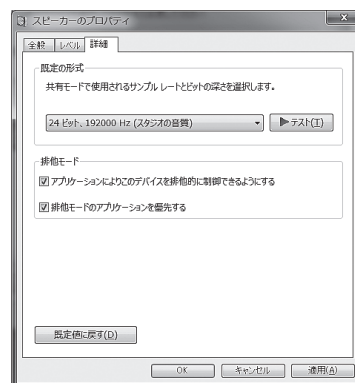 スピーカーのプロパティ
全般 レベル 詳細
既定の形式
共有モードで使用されるサンプル レートとビットの深さを選択します。
24 ビット、192000 Hz (スタジオの音質) ▶テスト(T)
排他モード
アプリケーションによりこのデバイスを排他的に制御できるようにする
排他モードのアプリケーションを優先する
既定値に戻す(D)
OK キャンセル 適用(A)